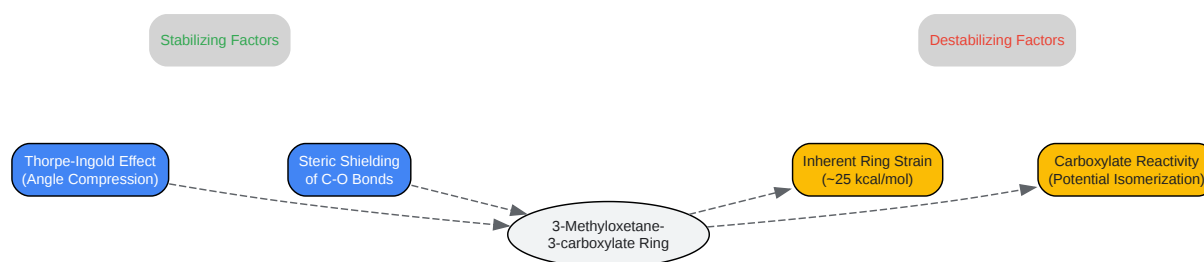 Stabilizing Factors
Destabilizing Factors
Thorpe-Ingold Effect
(Angle Compression)
Steric Shielding
of C-O Bonds
Inherent Ring Strain
(~25 kcal/mol)
Carboxylate Reactivity
(Potential Isomerization)
3-Methyloxetane-
3-carboxylate Ring